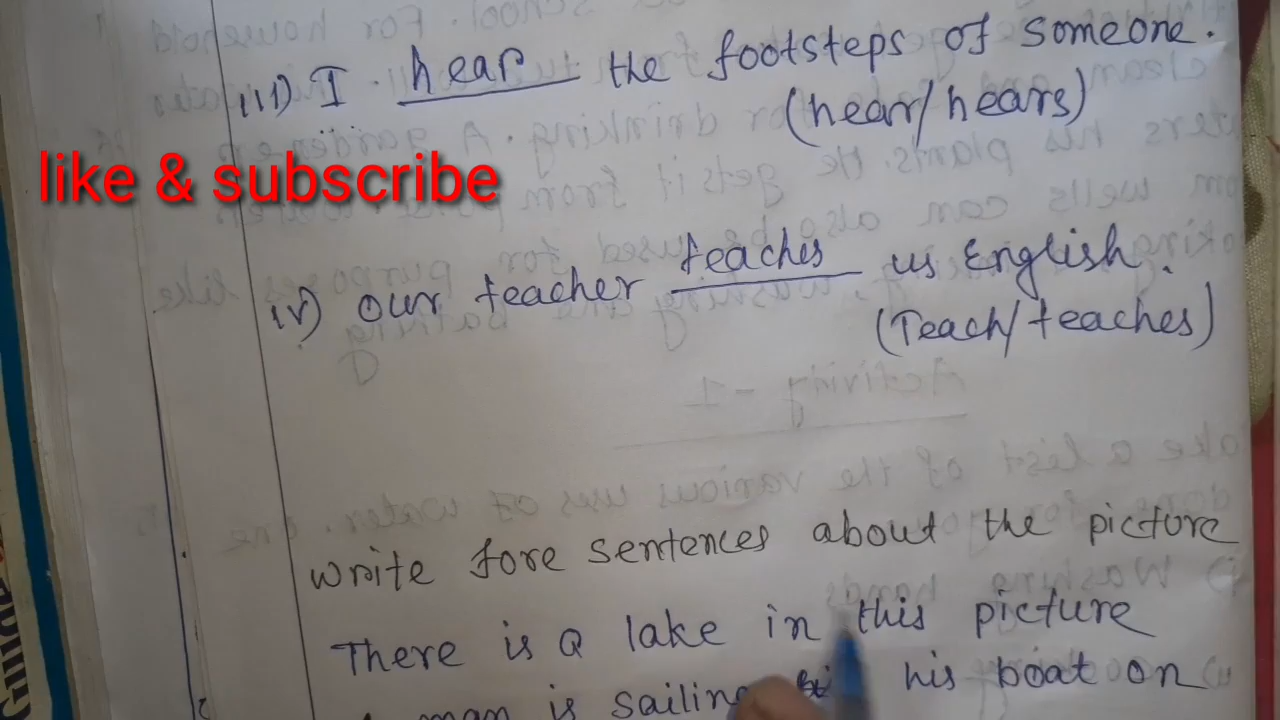 iii) I hear the footsteps of someone.
(hear/hears)
like & subscribe
iv) Our teacher teaches us English.
(Teach/teaches)
write fore sentences about the picture
There is a lake in this picture
man is sailing his boat on